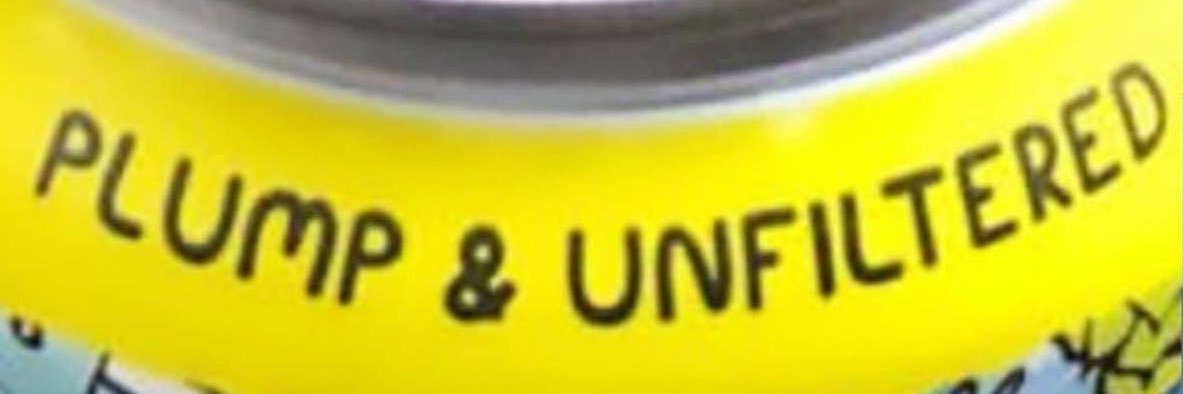 PLUMP & UNFILTERED